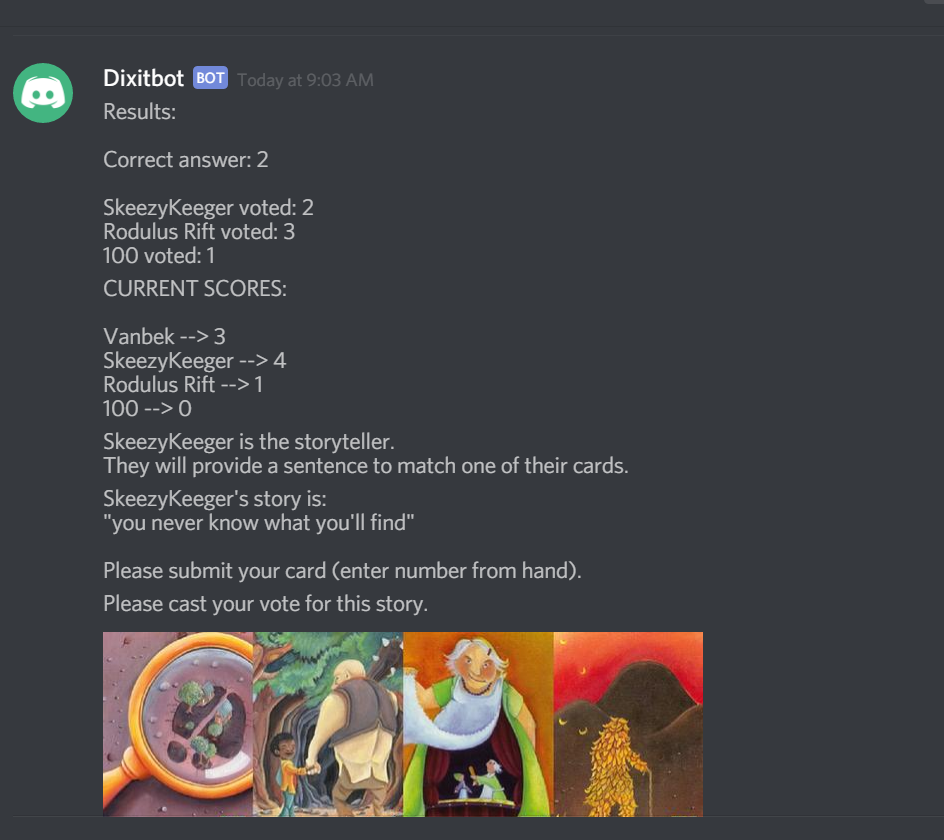 Dixitbot BOT Today at 9:03 AM
Results:
Correct answer: 2
SkeezyKeeger voted: 2
Rodulus Rift voted: 3
100 voted: 1
CURRENT SCORES:
Vanbek --> 3
SkeezyKeeger --> 4
Rodulus Rift --> 1
100 --> 0
SkeezyKeeger is the storyteller.
They will provide a sentence to match one of their cards.
SkeezyKeeger's story is:
"you never know what you'll find"
Please submit your card (enter number from hand).
Please cast your vote for this story.